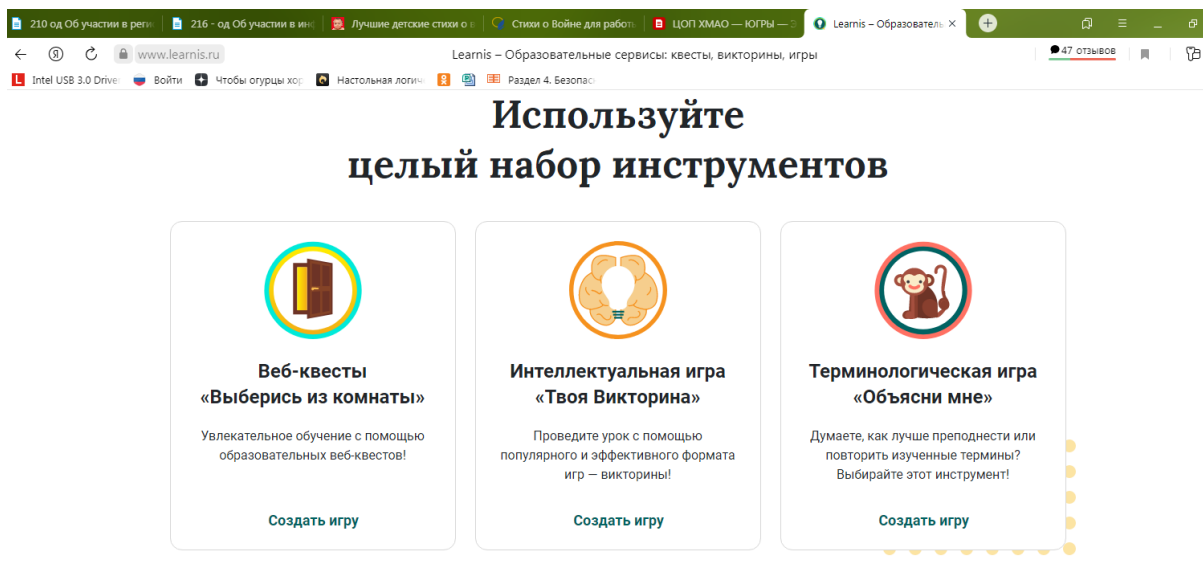 210 од Об участии в реги
216 - од Об участии в инс
Лучшие детские стихи о в
Стихи о Войне для работы
ЦОП ХМАО — ЮГРЫ — З
Learnis – Образователь
www.learnis.ru
Learnis – Образовательные сервисы: квесты, викторины, игры
47 отзывов
Intel USB 3.0 Driver
Войти
Чтобы огурцы хор
Настольная логич
Раздел 4. Безопасн
Используйте
целый набор инструментов
Веб-квесты
«Выберись из комнаты»
Увлекательное обучение с помощью
образовательных веб-квестов!
Создать игру
Интеллектуальная игра
«Твоя Викторина»
Проведите урок с помощью
популярного и эффективного формата
игр — викторины!
Создать игру
Терминологическая игра
«Объясни мне»
Думаете, как лучше преподнести или
повторить изученные термины?
Выбирайте этот инструмент!
Создать игру